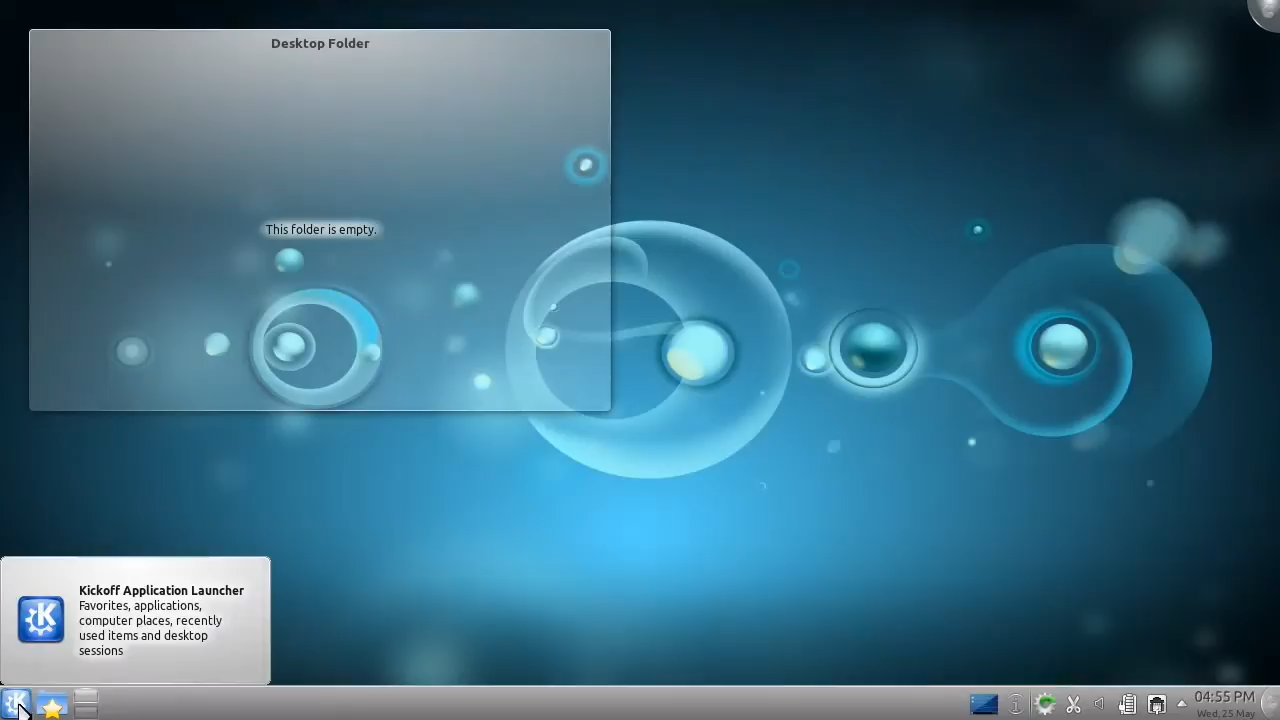 Desktop Folder
This folder is empty.
Kickoff Application Launcher
Favorites, applications,
computer places, recently
used items and desktop
sessions
04:55 PM
Wed, 25 May